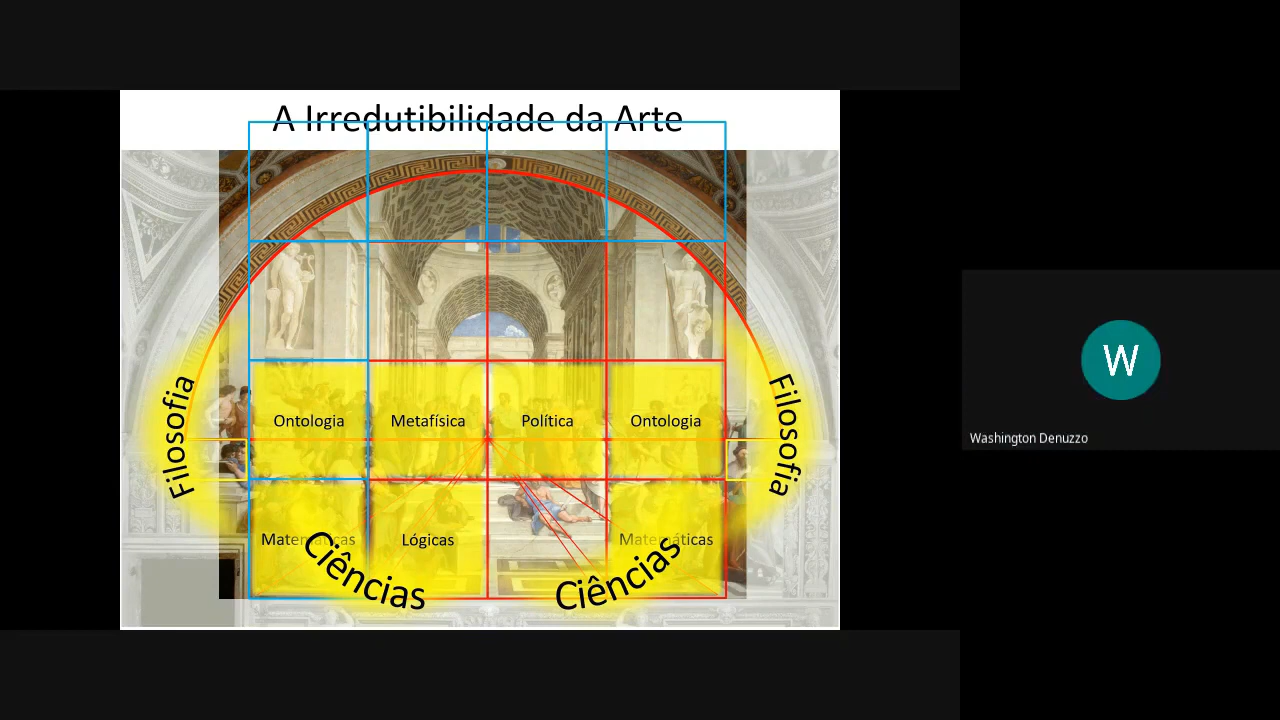 A Irredutibilidade da Arte
Filosofia
Filosofia
Ontologia
Metafísica
Política
Ontologia
Matemáticas
Lógicas
Matemáticas
Ciências
Ciências
W
Washington Denuzzo